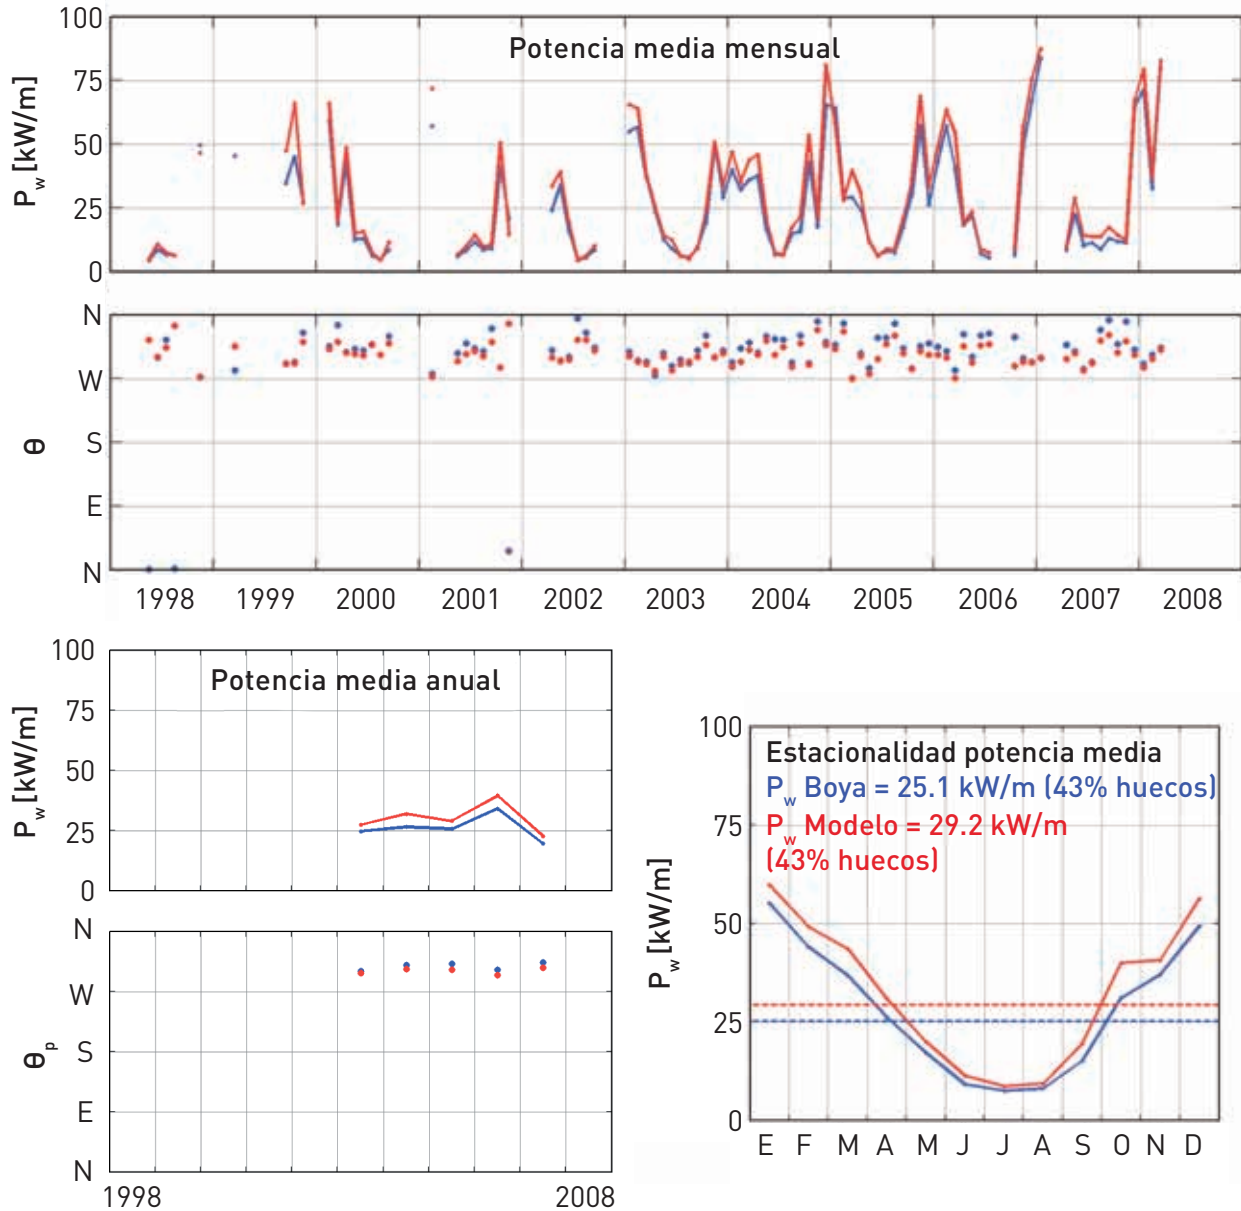 Potencia media mensual
P_w [kW/m]
100
75
50
25
0
θ
N
W
S
E
N
1998 1999 2000 2001 2002 2003 2004 2005 2006 2007 2008
Potencia media anual
P_w [kW/m]
100
75
50
25
0
θ_p
N
W
S
E
N
1998 2008
Estacionalidad potencia media
P_w Boya = 25.1 kW/m (43% huecos)
P_w Modelo = 29.2 kW/m
(43% huecos)
P_w [kW/m]
100
75
50
25
0
E F M A M J J A S O N D